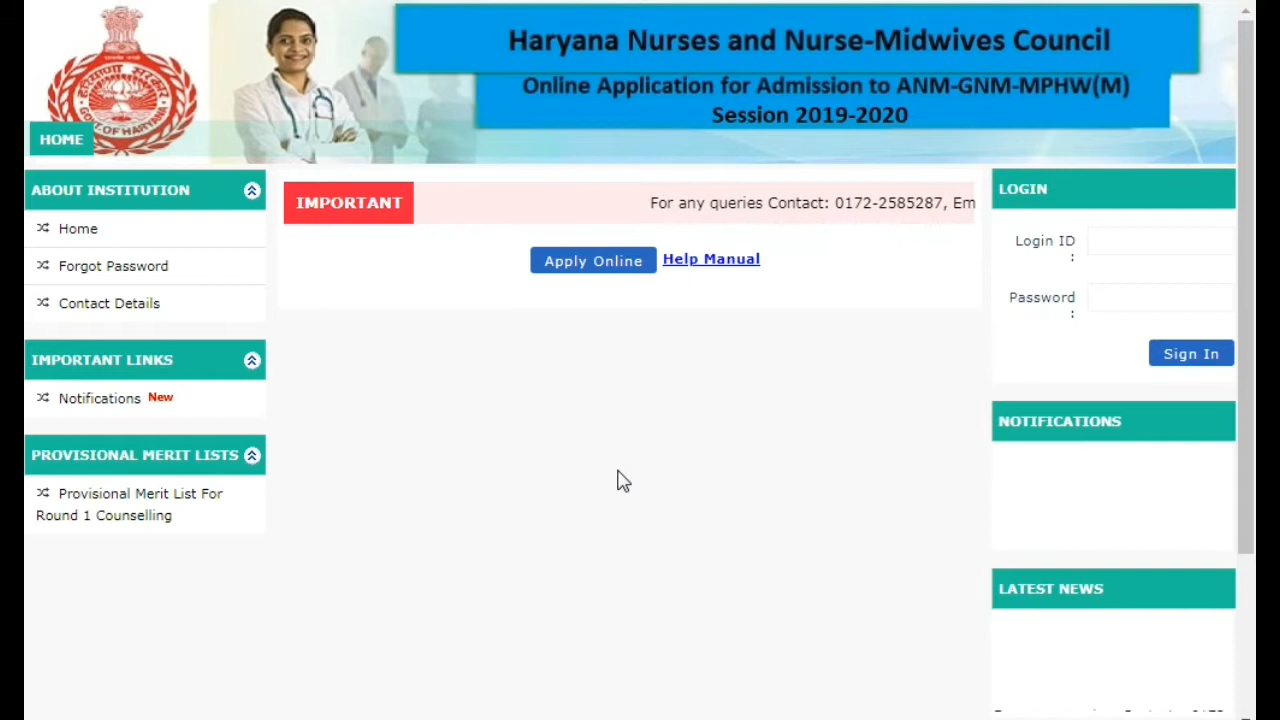 Haryana Nurses and Nurse-Midwives Council
Online Application for Admission to ANM-GNM-MPHW(M)
Session 2019-2020
HOME
ABOUT INSTITUTION
Home
Forgot Password
Contact Details
IMPORTANT LINKS
Notifications New
PROVISIONAL MERIT LISTS
Provisional Merit List For
Round 1 Counselling
IMPORTANT
For any queries Contact: 0172-2585287, Em
Apply Online Help Manual
LOGIN
Login ID
:
Password
:
Sign In
NOTIFICATIONS
LATEST NEWS